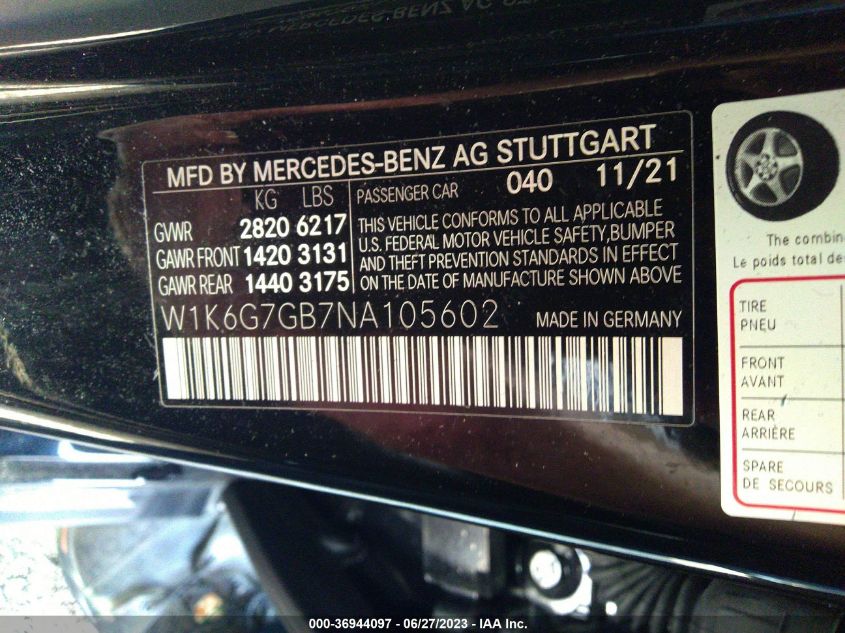 MFD BY MERCEDES-BENZ AG STUTTGART
KG LBS PASSENGER CAR 040 11/21
GVWR 2820 6217
GAWR FRONT 1420 3131
GAWR REAR 1440 3175
THIS VEHICLE CONFORMS TO ALL APPLICABLE
U.S. FEDERAL MOTOR VEHICLE SAFETY,BUMPER
AND THEFT PREVENTION STANDARDS IN EFFECT
ON THE DATE OF MANUFACTURE SHOWN ABOVE
W1K6G7GB7NA105602 MADE IN GERMANY
The
Le poids total
TIRE
PNEU
FRONT
AVANT
REAR
ARRIÈRE
SPARE
DE SECOURS
000-36944097 - 06/27/2023 - IAA Inc.